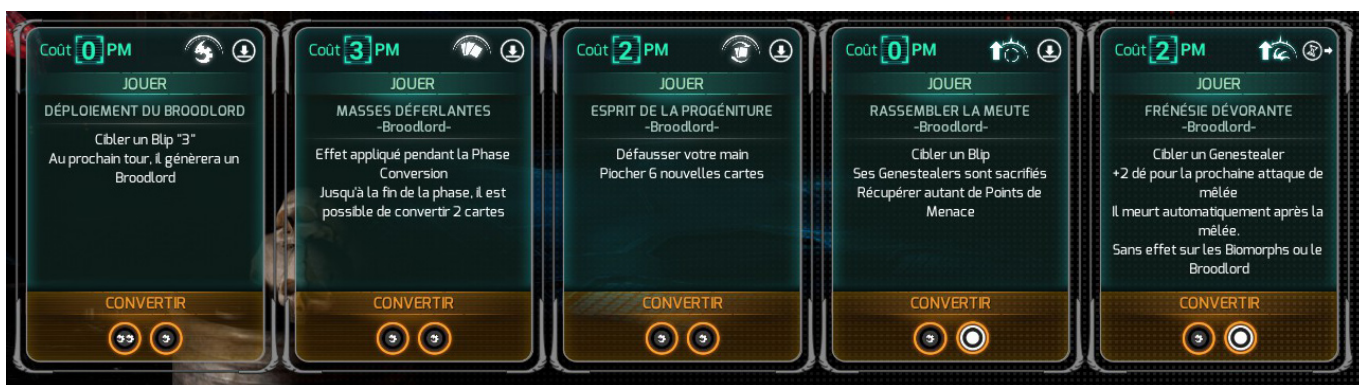 Coût 0 PM
JOUER
DÉPLOIEMENT DU BROODLORD
Cibler un Blip "3"
Au prochain tour, il génèrera un
Broodlord
CONVERTIR
Coût 3 PM
JOUER
MASSES DÉFERLANTES
-Broodlord-
Effet appliqué pendant la Phase
Conversion
Jusqu'à la fin de la phase, il est
possible de convertir 2 cartes
CONVERTIR
Coût 2 PM
JOUER
ESPRIT DE LA PROGÉNITURE
-Broodlord-
Défausser votre main
Piocher 6 nouvelles cartes
CONVERTIR
Coût 0 PM
JOUER
RASSEMBLER LA MEUTE
-Broodlord-
Cibler un Blip
Ses Genestealers sont sacrifiés
Récupérer autant de Points de
Menace
CONVERTIR
Coût 2 PM
JOUER
FRÉNÉSIE DÉVORANTE
-Broodlord-
Cibler un Genestealer
+2 dé pour la prochaine attaque de
mêlée
Il meurt automatiquement après la
mêlée.
Sans effet sur les Biomorphs ou le
Broodlord
CONVERTIR